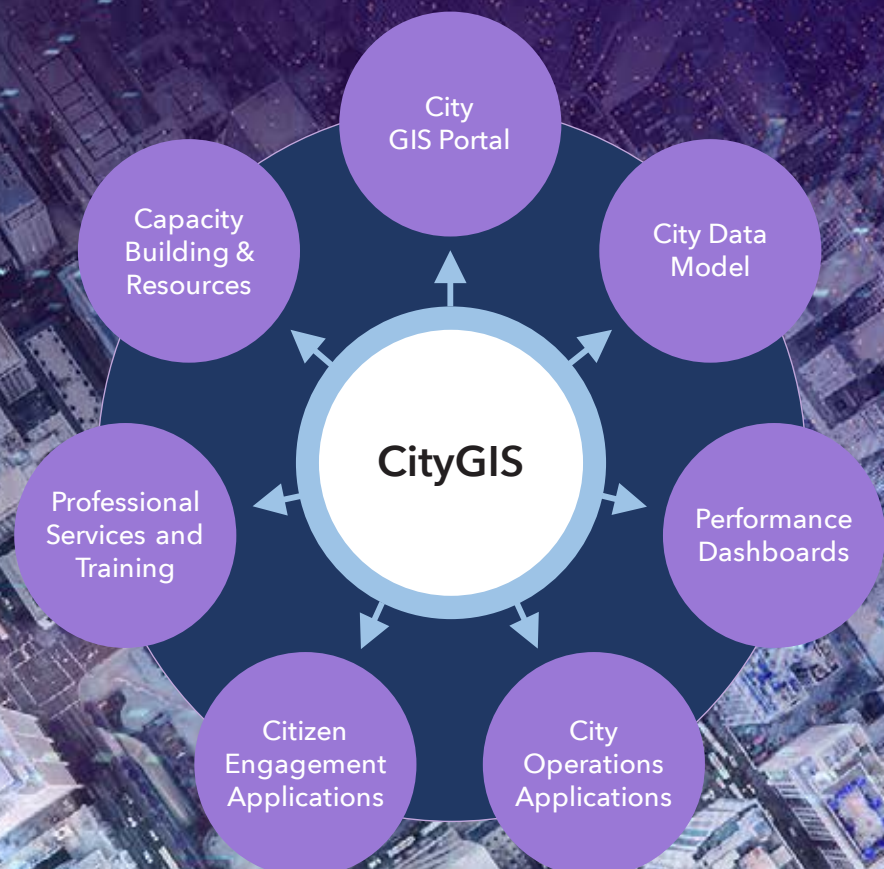 City
GIS Portal
City Data
Model
Performance
Dashboards
City
Operations
Applications
Citizen
Engagement
Applications
Professional
Services and
Training
Capacity
Building &
Resources
CityGIS